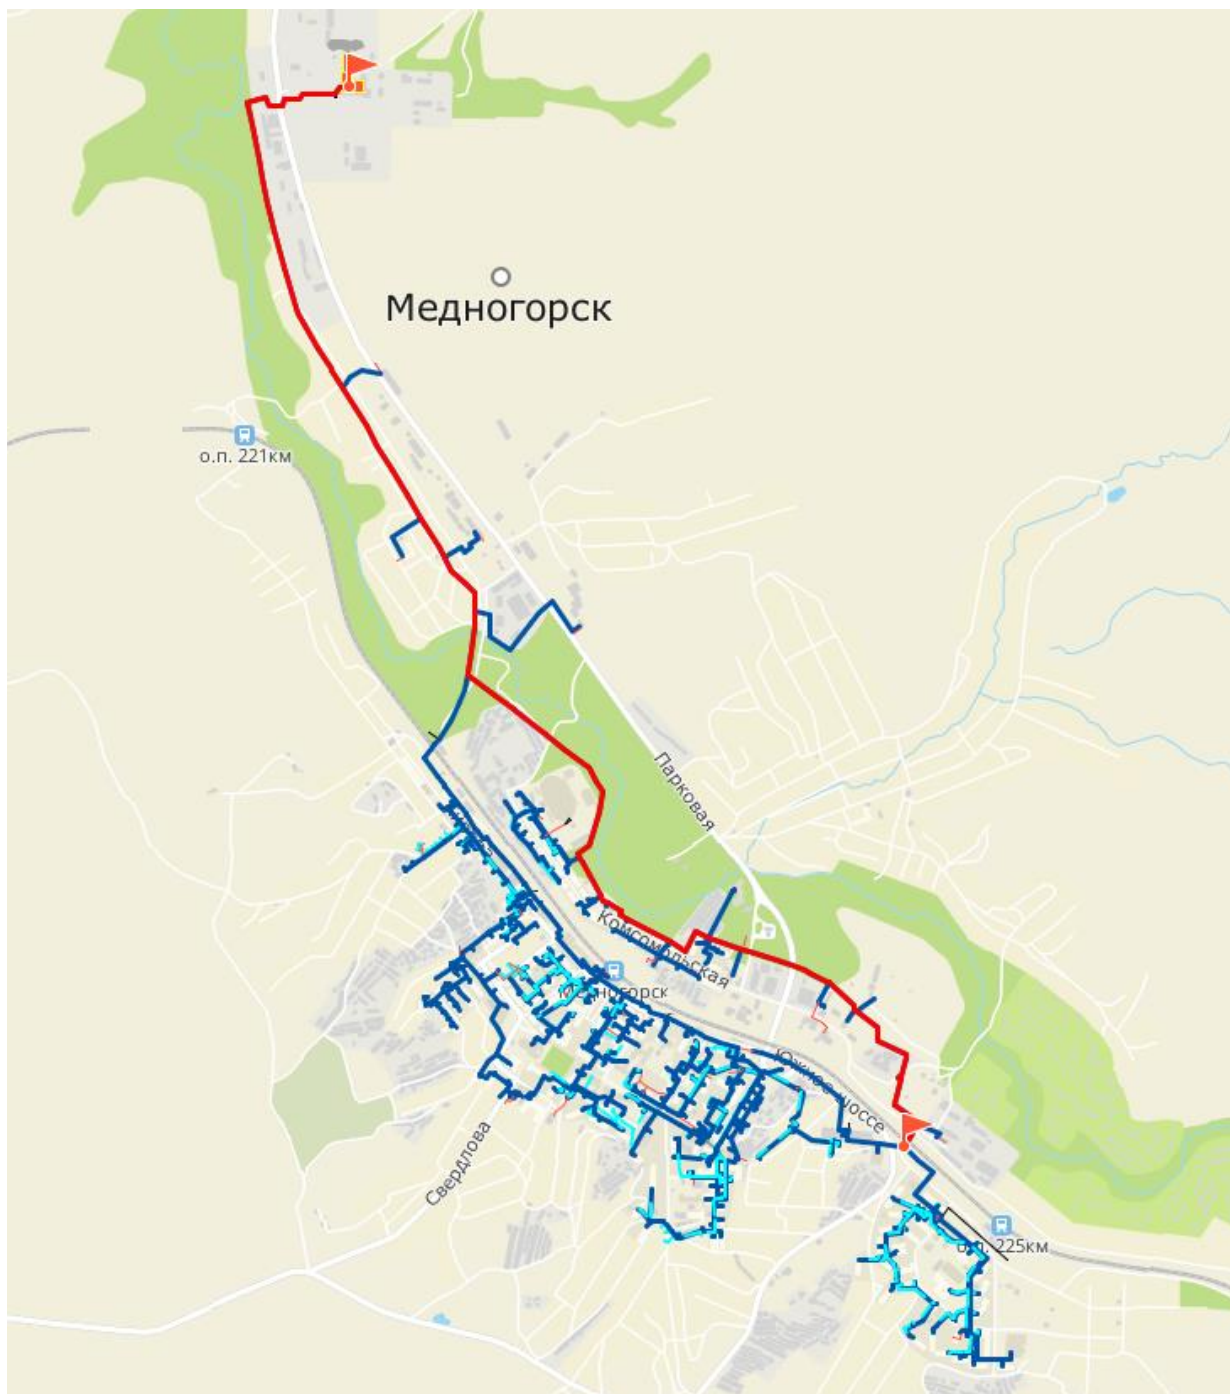 Медногорск
о.п. 221км
Парковая
Комсомольская
Медногорск
Южное шоссе
Свердлова
о.п. 225км